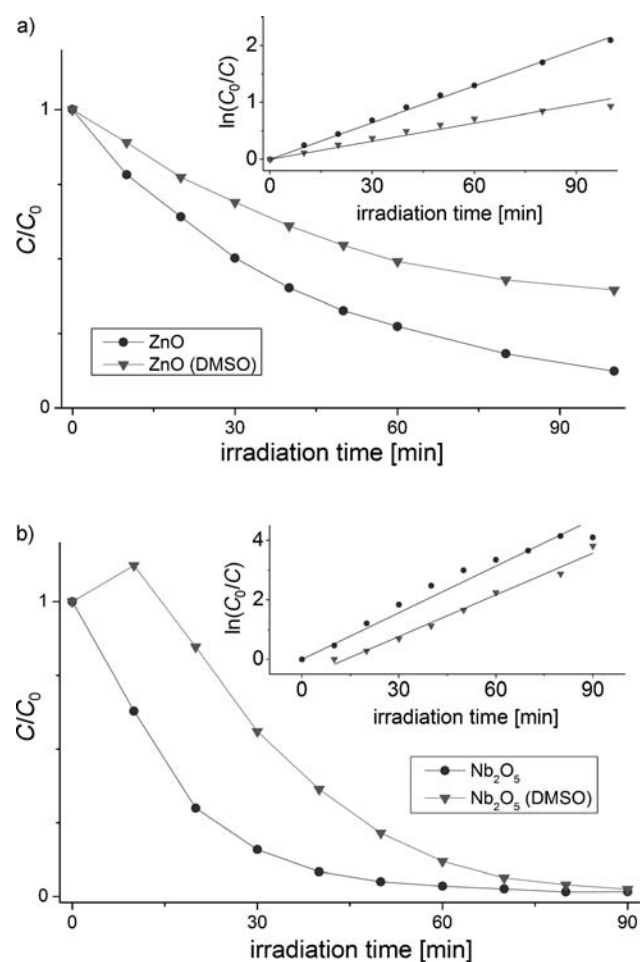 a)
1
0
C/C₀
0
30
60
90
irradiation time [min]
ZnO
ZnO (DMSO)
2
1
0
ln(C₀/C)
0
30
60
90
irradiation time [min]
b)
1
0
C/C₀
0
30
60
90
irradiation time [min]
4
2
0
ln(C₀/C)
0
30
60
90
irradiation time [min]
Nb₂O₅
Nb₂O₅ (DMSO)